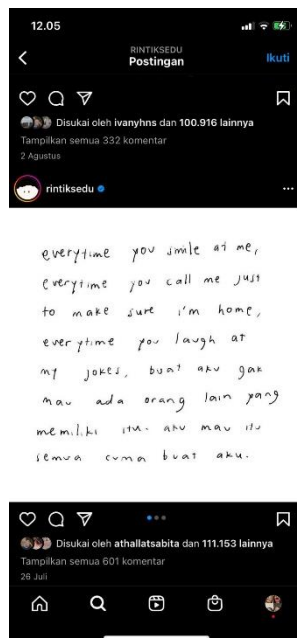 12.05
RINTIKSEDU
Postingan
Ikuti
Disukai oleh ivanyhns dan 100.916 lainnya
Tampilkan semua 332 komentar
2 Agustus
rintiksedu
everytime you smile at me,
everytime you call me just
to make sure i'm home,
everytime you laugh at
my jokes, buat aku gak
mau ada orang lain yang
memiliki itu. aku mau itu
semua cuma buat aku.
Disukai oleh athallatsabita dan 111.153 lainnya
Tampilkan semua 601 komentar
26 Juli